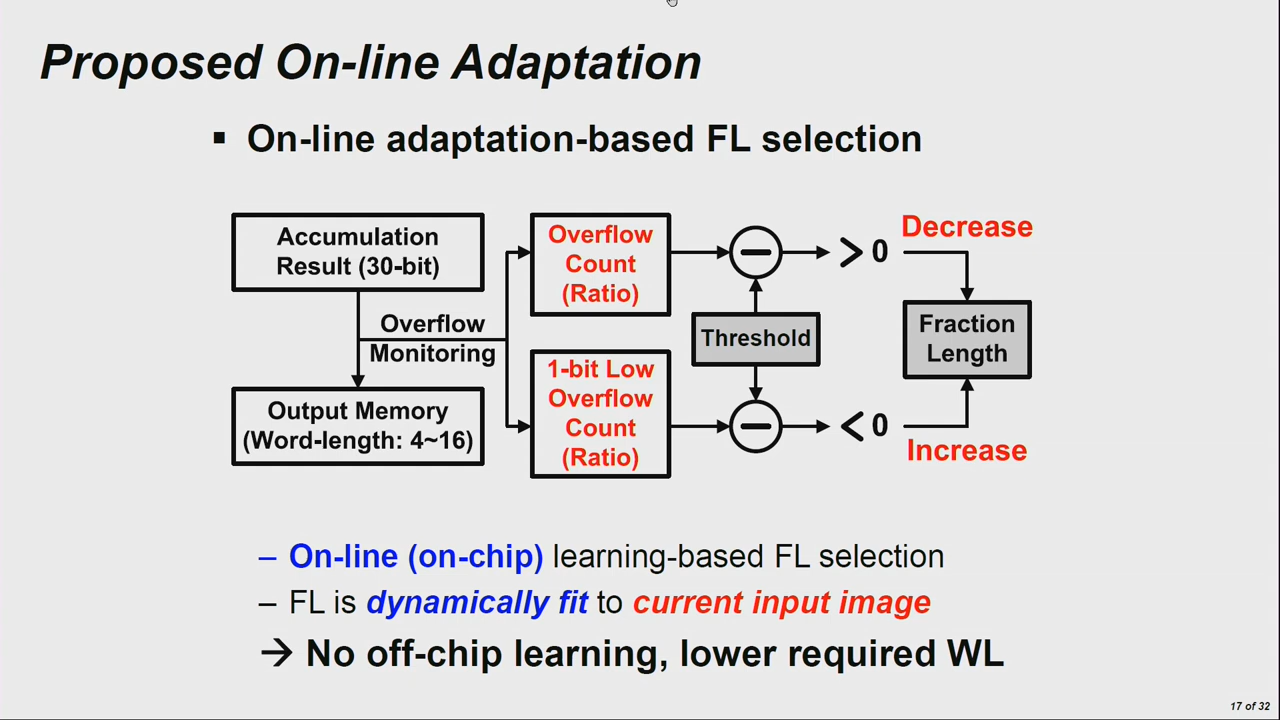 Proposed On-line Adaptation
▪ On-line adaptation-based FL selection
Accumulation
Result (30-bit)
Overflow
Monitoring
Output Memory
(Word-length: 4~16)
Overflow
Count
(Ratio)
1-bit Low
Overflow
Count
(Ratio)
−
Threshold
−
> 0
< 0
Decrease
Fraction
Length
Increase
– On-line (on-chip) learning-based FL selection
– FL is dynamically fit to current input image
→ No off-chip learning, lower required WL
17 of 32